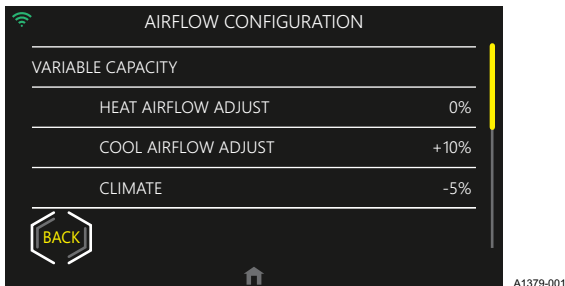 AIRFLOW CONFIGURATION
VARIABLE CAPACITY
HEAT AIRFLOW ADJUST 0%
COOL AIRFLOW ADJUST +10%
CLIMATE -5%
BACK
A1379-001